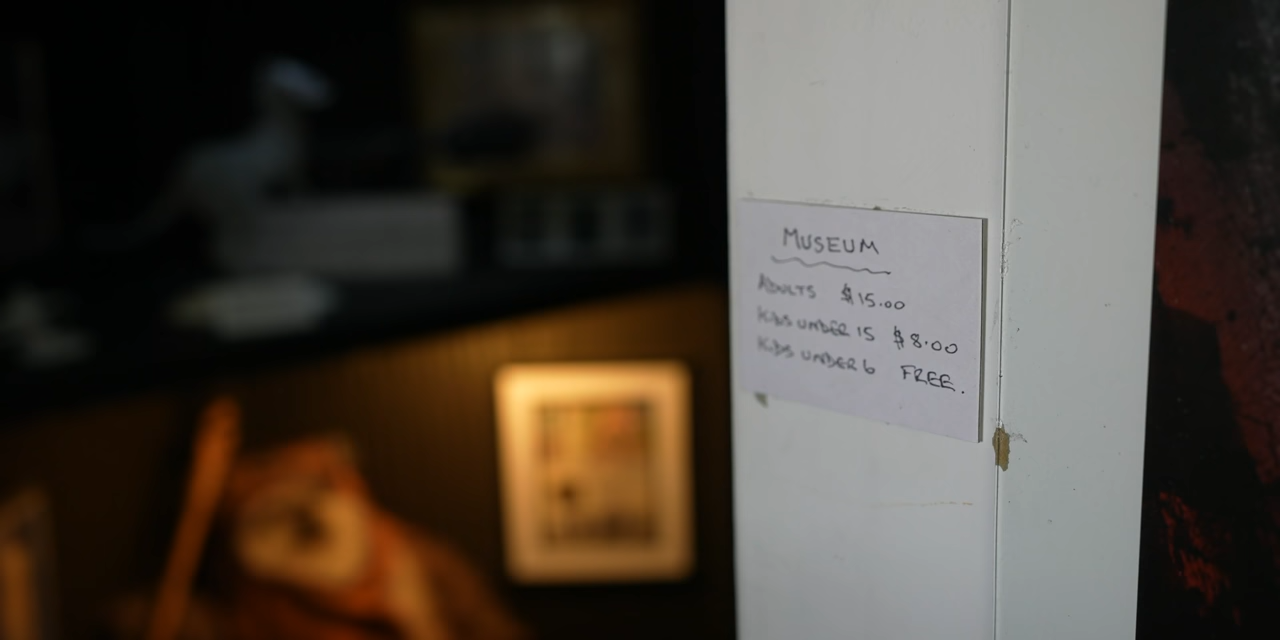 MUSEUM
ADULTS $15.00
KIDS UNDER 15 $8.00
KIDS UNDER 6 FREE.